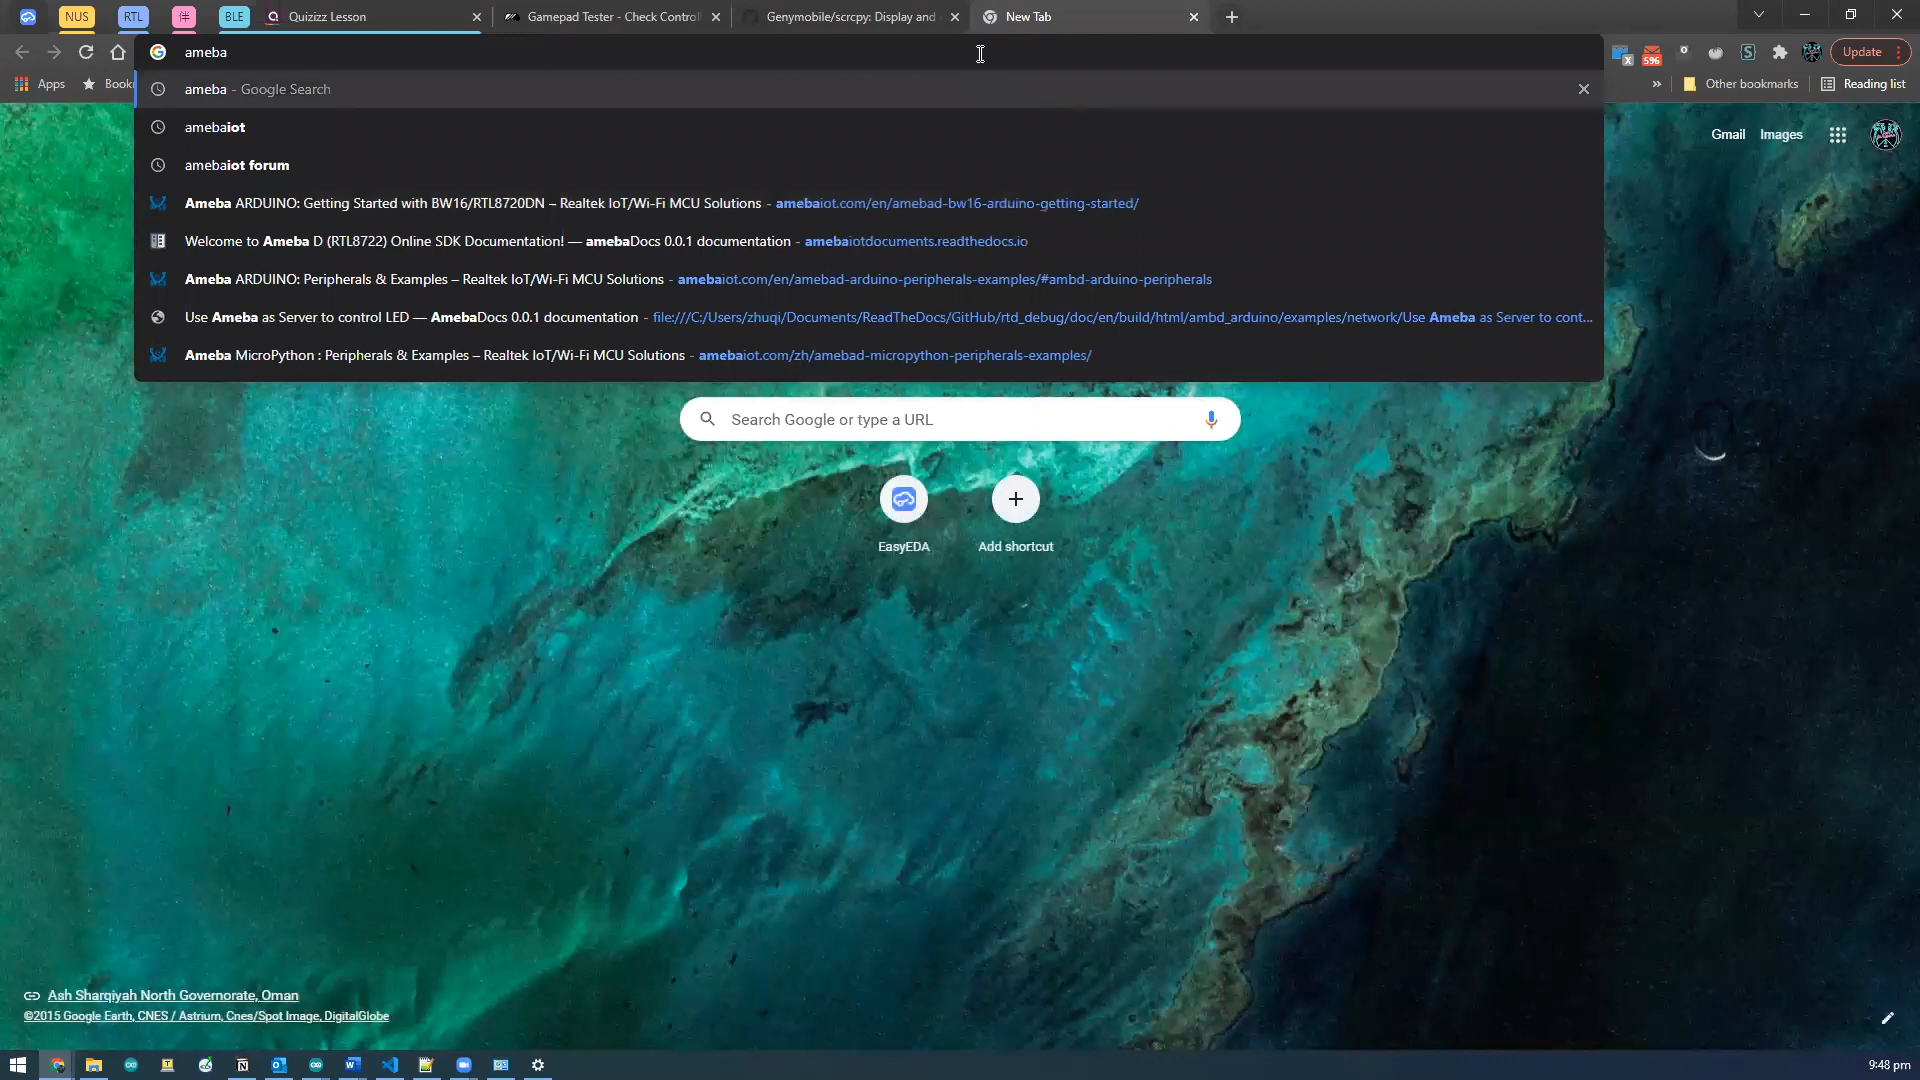 NUS RTL 伴 BLE Quizizz Lesson Gamepad Tester - Check Control Genymobile/scrcpy: Display and New Tab
ameba
Update
596
ameba - Google Search
Apps Book Other bookmarks Reading list
amebaiot
amebaiot forum
Gmail Images
Ameba ARDUINO: Getting Started with BW16/RTL8720DN – Realtek IoT/Wi-Fi MCU Solutions - amebaiot.com/en/amebad-bw16-arduino-getting-started/
Welcome to Ameba D (RTL8722) Online SDK Documentation! — amebaDocs 0.0.1 documentation - amebaiotdocuments.readthedocs.io
Ameba ARDUINO: Peripherals & Examples – Realtek IoT/Wi-Fi MCU Solutions - amebaiot.com/en/amebad-arduino-peripherals-examples/#ambd-arduino-peripherals
Use Ameba as Server to control LED — AmebaDocs 0.0.1 documentation - file:///C:/Users/zhuqi/Documents/ReadTheDocs/GitHub/rtd_debug/doc/en/build/html/ambd_arduino/examples/network/Use Ameba as Server to cont...
Ameba MicroPython : Peripherals & Examples – Realtek IoT/Wi-Fi MCU Solutions - amebaiot.com/zh/amebad-micropython-peripherals-examples/
Search Google or type a URL
EasyEDA Add shortcut
Ash Sharqiyah North Governorate, Oman
©2015 Google Earth, CNES / Astrium, Cnes/Spot Image, DigitalGlobe
9:48 pm